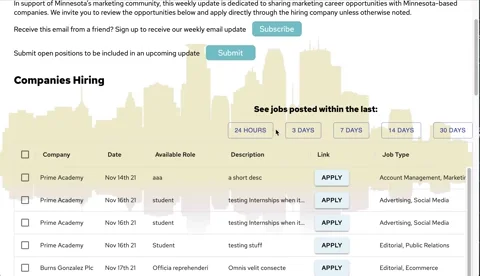 In support of Minnesota's marketing community, this weekly update is dedicated to sharing marketing career opportunities with Minnesota-based
companies. We invite you to review the opportunities below and apply directly through the hiring company unless otherwise noted.
Receive this email from a friend? Sign up to receive our weekly email update Subscribe
Submit open positions to be included in an upcoming update Submit
Companies Hiring
See jobs posted within the last:
24 HOURS 3 DAYS 7 DAYS 14 DAYS 30 DAYS
Company Date Available Role Description Link Job Type
Prime Academy Nov 14th 21 aaa a short desc APPLY Account Management, Marketin
Prime Academy Nov 16th 21 student testing Internships when it... APPLY Advertising, Social Media
Prime Academy Nov 16th 21 student testing Internships when it... APPLY Advertising, Social Media
Prime Academy Nov 16th 21 Student testing stuff APPLY Editorial, Public Relations
Burns Gonzalez Plc Nov 17th 21 Officia reprehenderi Omnis velit consecte APPLY Editorial, Ecommerce